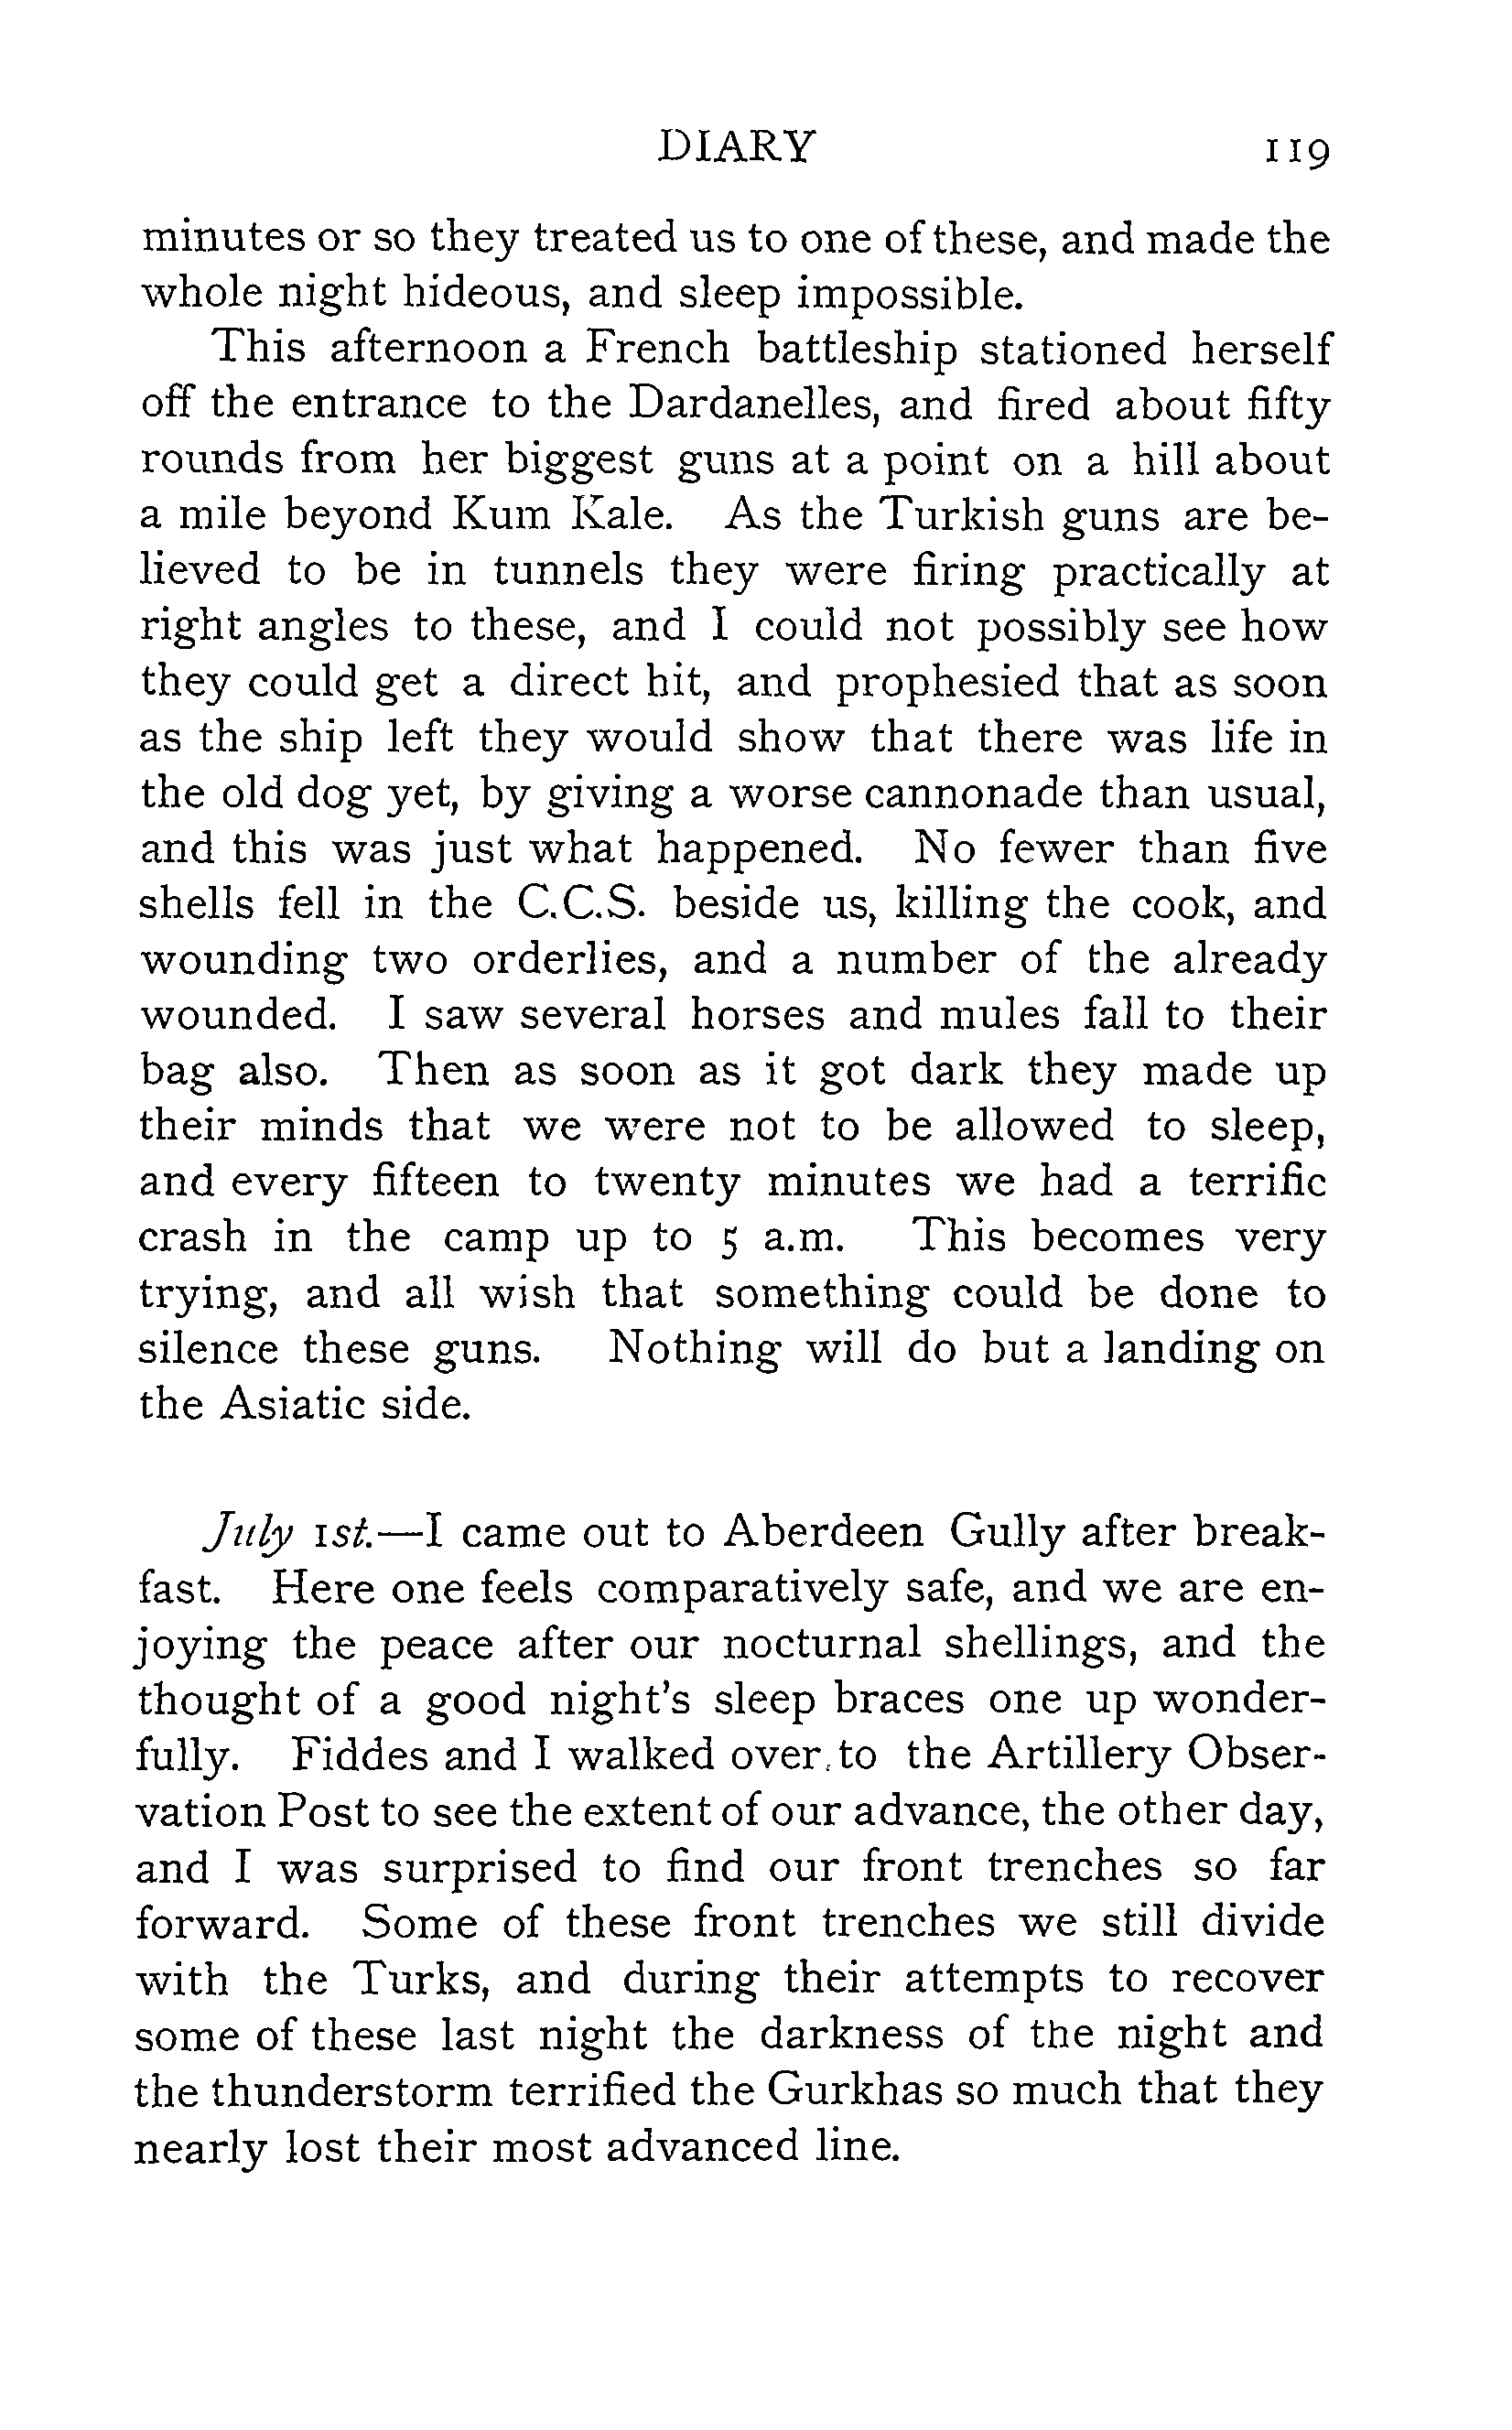 DIARY 119
minutes or so they treated us to one of these, and made the
whole night hideous, and sleep impossible.
This afternoon a French battleship stationed herself
off the entrance to the Dardanelles, and fired about fifty
rounds from her biggest guns at a point on a hill about
a mile beyond Kum Kale. As the Turkish guns are be-
lieved to be in tunnels they were firing practically at
right angles to these, and I could not possibly see how
they could get a direct hit, and prophesied that as soon
as the ship left they would show that there was life in
the old dog yet, by giving a worse cannonade than usual,
and this was just what happened. No fewer than five
shells fell in the C.C.S. beside us, killing the cook, and
wounding two orderlies, and a number of the already
wounded. I saw several horses and mules fall to their
bag also. Then as soon as it got dark they made up
their minds that we were not to be allowed to sleep,
and every fifteen to twenty minutes we had a terrific
crash in the camp up to 5 a.m. This becomes very
trying, and all wish that something could be done to
silence these guns. Nothing will do but a landing on
the Asiatic side.
July 1st.—I came out to Aberdeen Gully after break-
fast. Here one feels comparatively safe, and we are en-
joying the peace after our nocturnal shellings, and the
thought of a good night's sleep braces one up wonder-
fully. Fiddes and I walked over to the Artillery Obser-
vation Post to see the extent of our advance, the other day,
and I was surprised to find our front trenches so far
forward. Some of these front trenches we still divide
with the Turks, and during their attempts to recover
some of these last night the darkness of the night and
the thunderstorm terrified the Gurkhas so much that they
nearly lost their most advanced line.